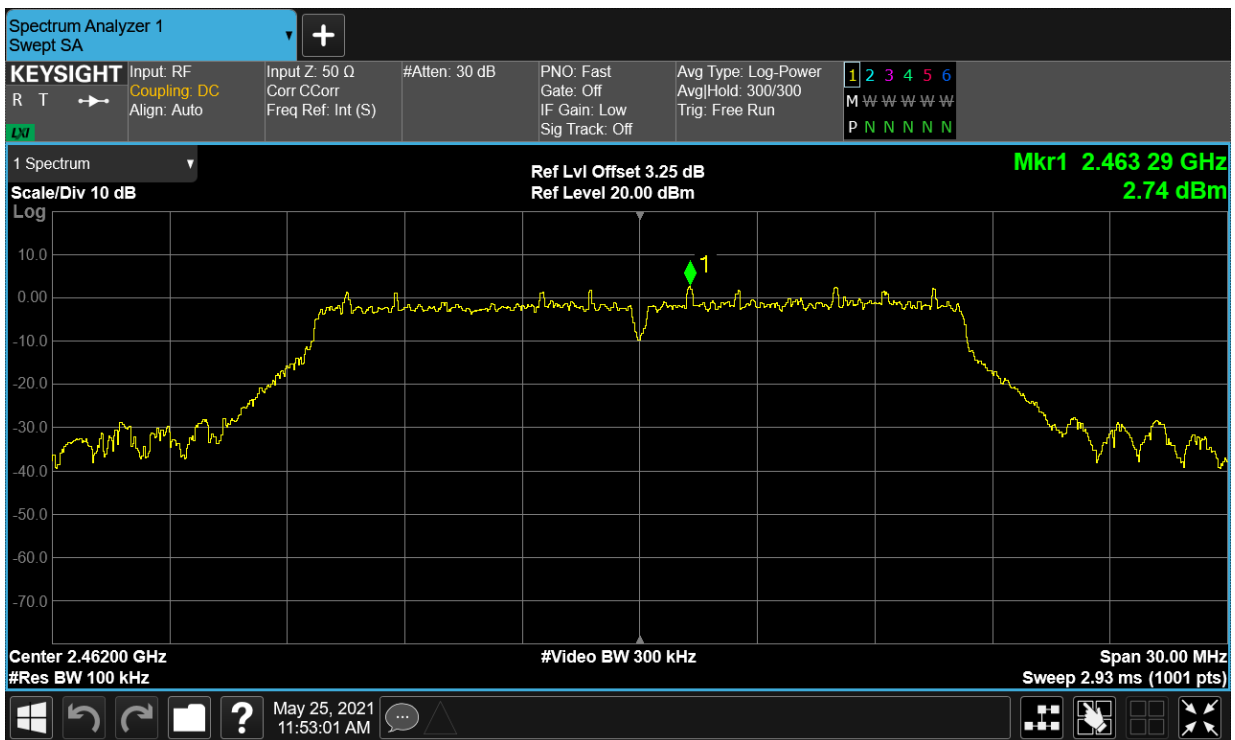 Spectrum Analyzer 1
Swept SA
+
KEYSIGHT
R T
LXI
Input: RF
Coupling: DC
Align: Auto
Input Z: 50 Ω
Corr CCorr
Freq Ref: Int (S)
#Atten: 30 dB
PNO: Fast
Gate: Off
IF Gain: Low
Sig Track: Off
Avg Type: Log-Power
Avg|Hold: 300/300
Trig: Free Run
1 2 3 4 5 6
M W W W W W
P N N N N N
1 Spectrum
Scale/Div 10 dB
Log
Ref Lvl Offset 3.25 dB
Ref Level 20.00 dBm
Mkr1 2.463 29 GHz
2.74 dBm
1
10.0
0.00
-10.0
-20.0
-30.0
-40.0
-50.0
-60.0
-70.0
Center 2.46200 GHz
#Res BW 100 kHz
#Video BW 300 kHz
Span 30.00 MHz
Sweep 2.93 ms (1001 pts)
?
May 25, 2021
11:53:01 AM